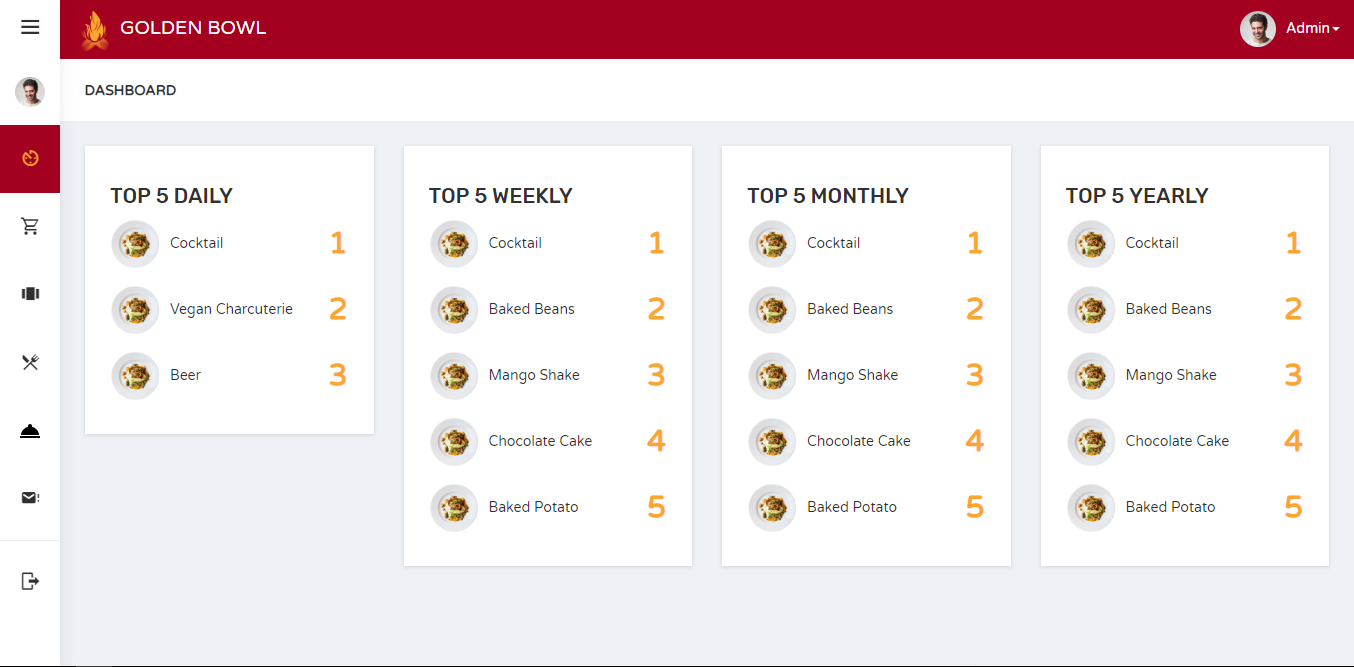 GOLDEN BOWL
Admin
DASHBOARD
TOP 5 DAILY
Cocktail 1
Vegan Charcuterie 2
Beer 3
TOP 5 WEEKLY
Cocktail 1
Baked Beans 2
Mango Shake 3
Chocolate Cake 4
Baked Potato 5
TOP 5 MONTHLY
Cocktail 1
Baked Beans 2
Mango Shake 3
Chocolate Cake 4
Baked Potato 5
TOP 5 YEARLY
Cocktail 1
Baked Beans 2
Mango Shake 3
Chocolate Cake 4
Baked Potato 5